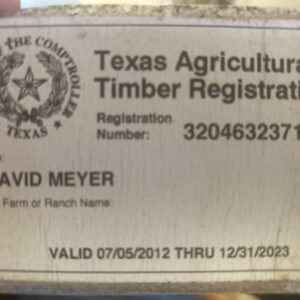 THE COMPTROLLER
TEXAS
Texas Agricultura
Timber Registrati
Registration
Number: 3204632371
AVID MEYER
Farm or Ranch Name:
VALID 07/05/2012 THRU 12/31/2023